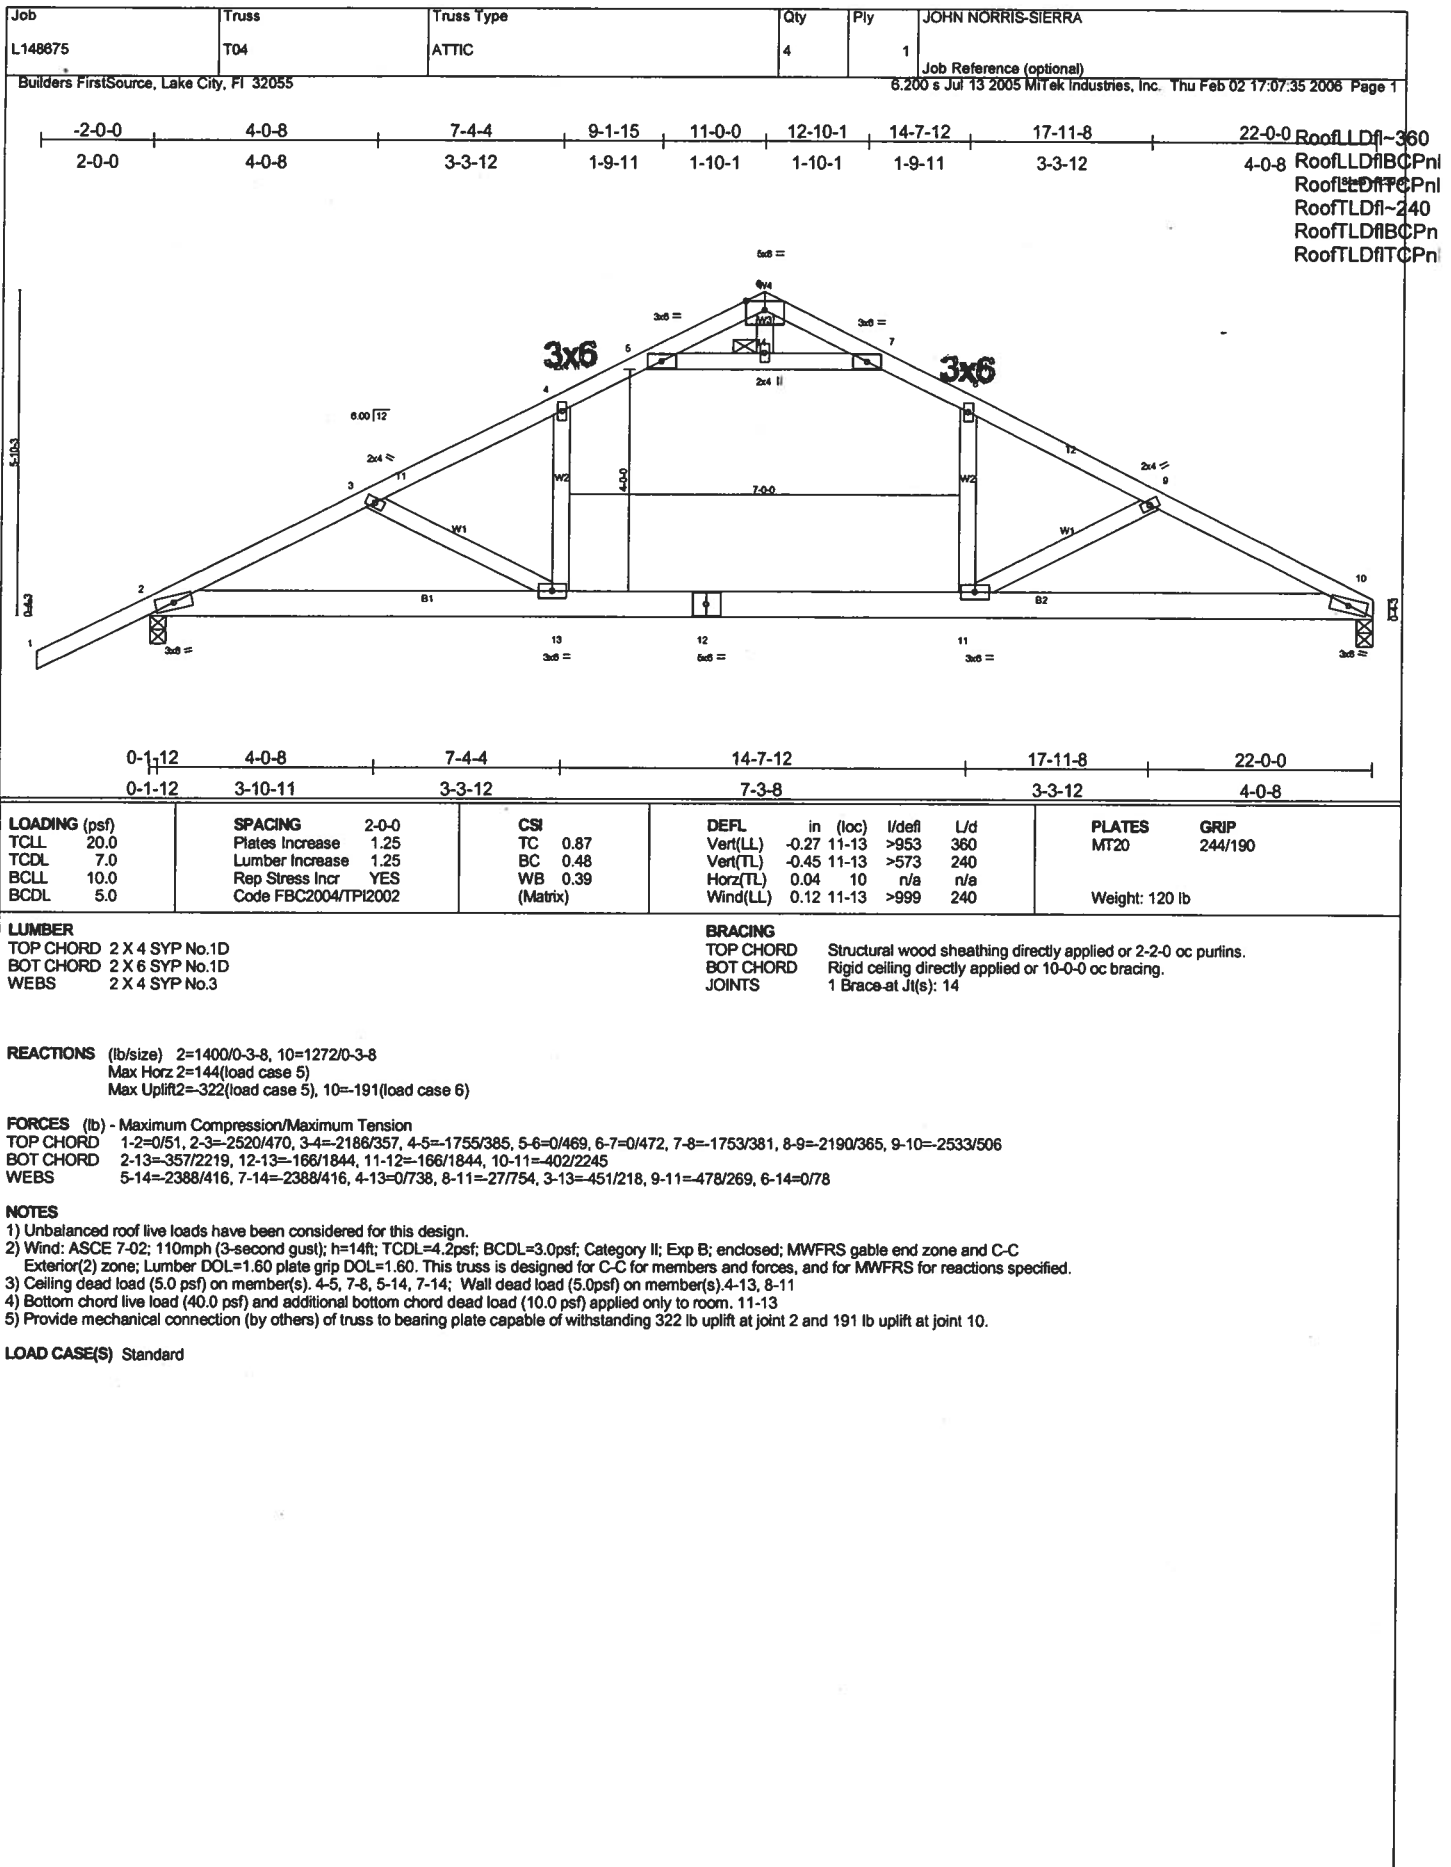 Job Truss Truss Type Qty Ply JOHN NORRIS-SIERRA
L148675 T04 ATTIC 4 1
Job Reference (optional)
Builders FirstSource, Lake City, Fl 32055 6.200 s Jul 13 2005 MiTek Industries, Inc. Thu Feb 02 17:07:35 2006 Page 1
-2-0-0 4-0-8 7-4-4 9-1-15 11-0-0 12-10-1 14-7-12 17-11-8 22-0-0
2-0-0 4-0-8 3-3-12 1-9-11 1-10-1 1-10-1 1-9-11 3-3-12 4-0-8
RoofLLDfl~360
RoofLLDflBCPnl
RoofLLDflTCPnl
RoofTLDfl~240
RoofTLDflBCPn
RoofTLDflTCPnl
5x8 =
W4
3x6 = W3 3x6 =
5 7
3x6 3x6
2x4 II
4
6.00 12
2x4 =
12
2x4 =
3 11 9
5-10-3
W2 4-0-0 7-0-0 W2
W1 W1
2 10
0-4-3 B1 B2 0-4-3
1 13 12 11
3x6 = 3x6 = 5x6 = 3x6 = 3x6 =
0-1-12 4-0-8 7-4-4 14-7-12 17-11-8 22-0-0
0-1-12 3-10-11 3-3-12 7-3-8 3-3-12 4-0-8
LOADING (psf) SPACING 2-0-0 CSI DEFL in (loc) l/defl L/d PLATES GRIP
TCLL 20.0 Plates Increase 1.25 TC 0.87 Vert(LL) -0.27 11-13 >953 360 MT20 244/190
TCDL 7.0 Lumber Increase 1.25 BC 0.48 Vert(TL) -0.45 11-13 >573 240
BCLL 10.0 Rep Stress Incr YES WB 0.39 Horz(TL) 0.04 10 n/a n/a
BCDL 5.0 Code FBC2004/TPI2002 (Matrix) Wind(LL) 0.12 11-13 >999 240 Weight: 120 lb
LUMBER
TOP CHORD 2 X 4 SYP No.1D
BOT CHORD 2 X 6 SYP No.1D
WEBS 2 X 4 SYP No.3
BRACING
TOP CHORD Structural wood sheathing directly applied or 2-2-0 oc purlins.
BOT CHORD Rigid ceiling directly applied or 10-0-0 oc bracing.
JOINTS 1 Brace at Jt(s): 14
REACTIONS (lb/size) 2=1400/0-3-8, 10=1272/0-3-8
Max Horz 2=144(load case 5)
Max Uplift2=-322(load case 5), 10=-191(load case 6)
FORCES (lb) - Maximum Compression/Maximum Tension
TOP CHORD 1-2=0/51, 2-3=-2520/470, 3-4=-2186/357, 4-5=-1755/385, 5-6=0/469, 6-7=0/472, 7-8=-1753/381, 8-9=-2190/365, 9-10=-2533/506
BOT CHORD 2-13=-357/2219, 12-13=-166/1844, 11-12=-166/1844, 10-11=-402/2245
WEBS 5-14=-2388/416, 7-14=-2388/416, 4-13=0/738, 8-11=-27/754, 3-13=-451/218, 9-11=-478/269, 6-14=0/78
NOTES
1) Unbalanced roof live loads have been considered for this design.
2) Wind: ASCE 7-02; 110mph (3-second gust); h=14ft; TCDL=4.2psf; BCDL=3.0psf; Category II; Exp B; enclosed; MWFRS gable end zone and C-C
Exterior(2) zone; Lumber DOL=1.60 plate grip DOL=1.60. This truss is designed for C-C for members and forces, and for MWFRS for reactions specified.
3) Ceiling dead load (5.0 psf) on member(s). 4-5, 7-8, 5-14, 7-14; Wall dead load (5.0psf) on member(s).4-13, 8-11
4) Bottom chord live load (40.0 psf) and additional bottom chord dead load (10.0 psf) applied only to room. 11-13
5) Provide mechanical connection (by others) of truss to bearing plate capable of withstanding 322 lb uplift at joint 2 and 191 lb uplift at joint 10.
LOAD CASE(S) Standard